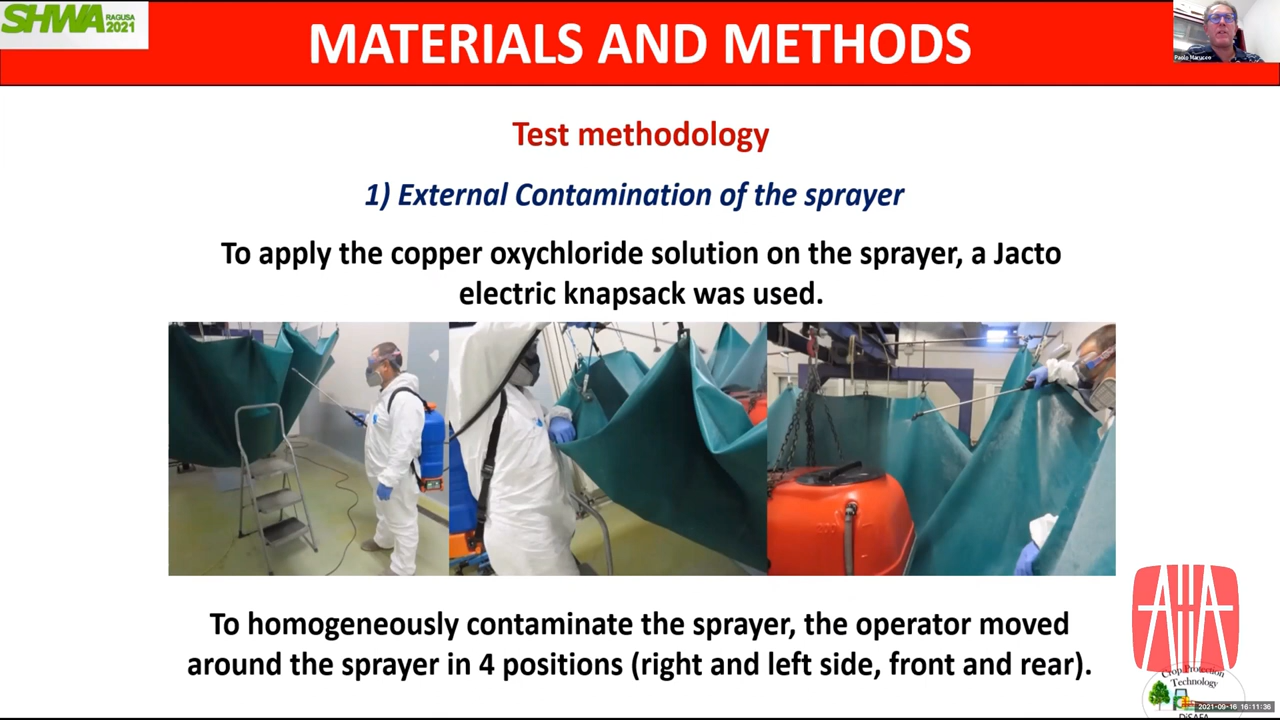 SHWA RAGUSA 2021
MATERIALS AND METHODS
Paolo Marucco
Test methodology
1) External Contamination of the sprayer
To apply the copper oxychloride solution on the sprayer, a Jacto
electric knapsack was used.
To homogeneously contaminate the sprayer, the operator moved
around the sprayer in 4 positions (right and left side, front and rear).
AIIA
Crop Protection
Technology
DiSAFA
2021-09-16 16:11:36